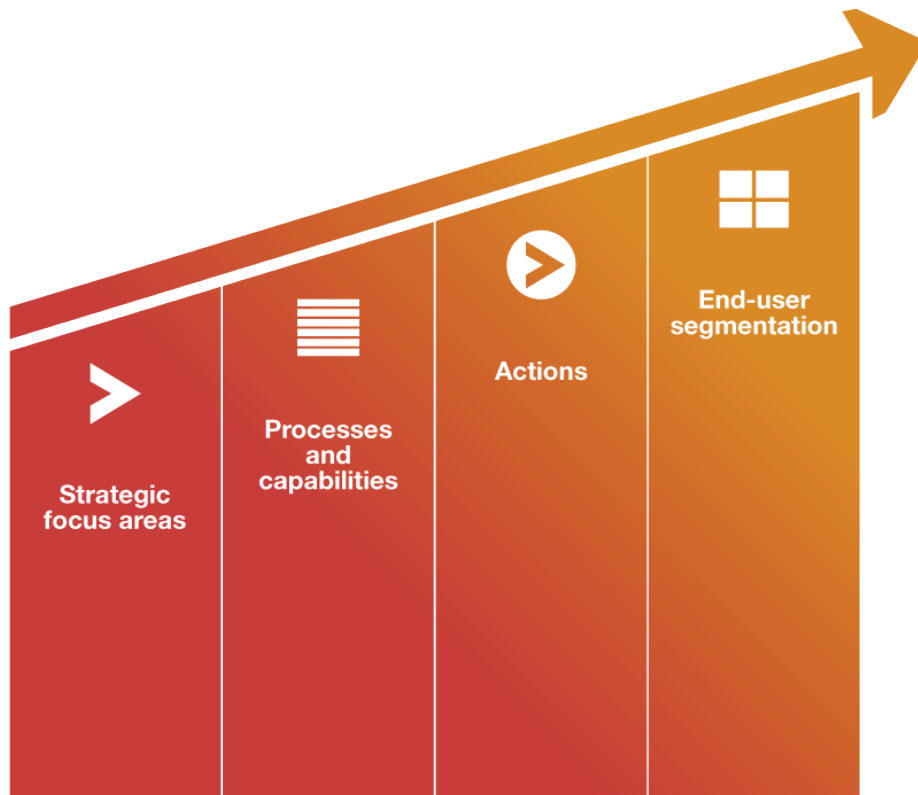 Strategic
focus areas
Processes
and
capabilities
Actions
End-user
segmentation